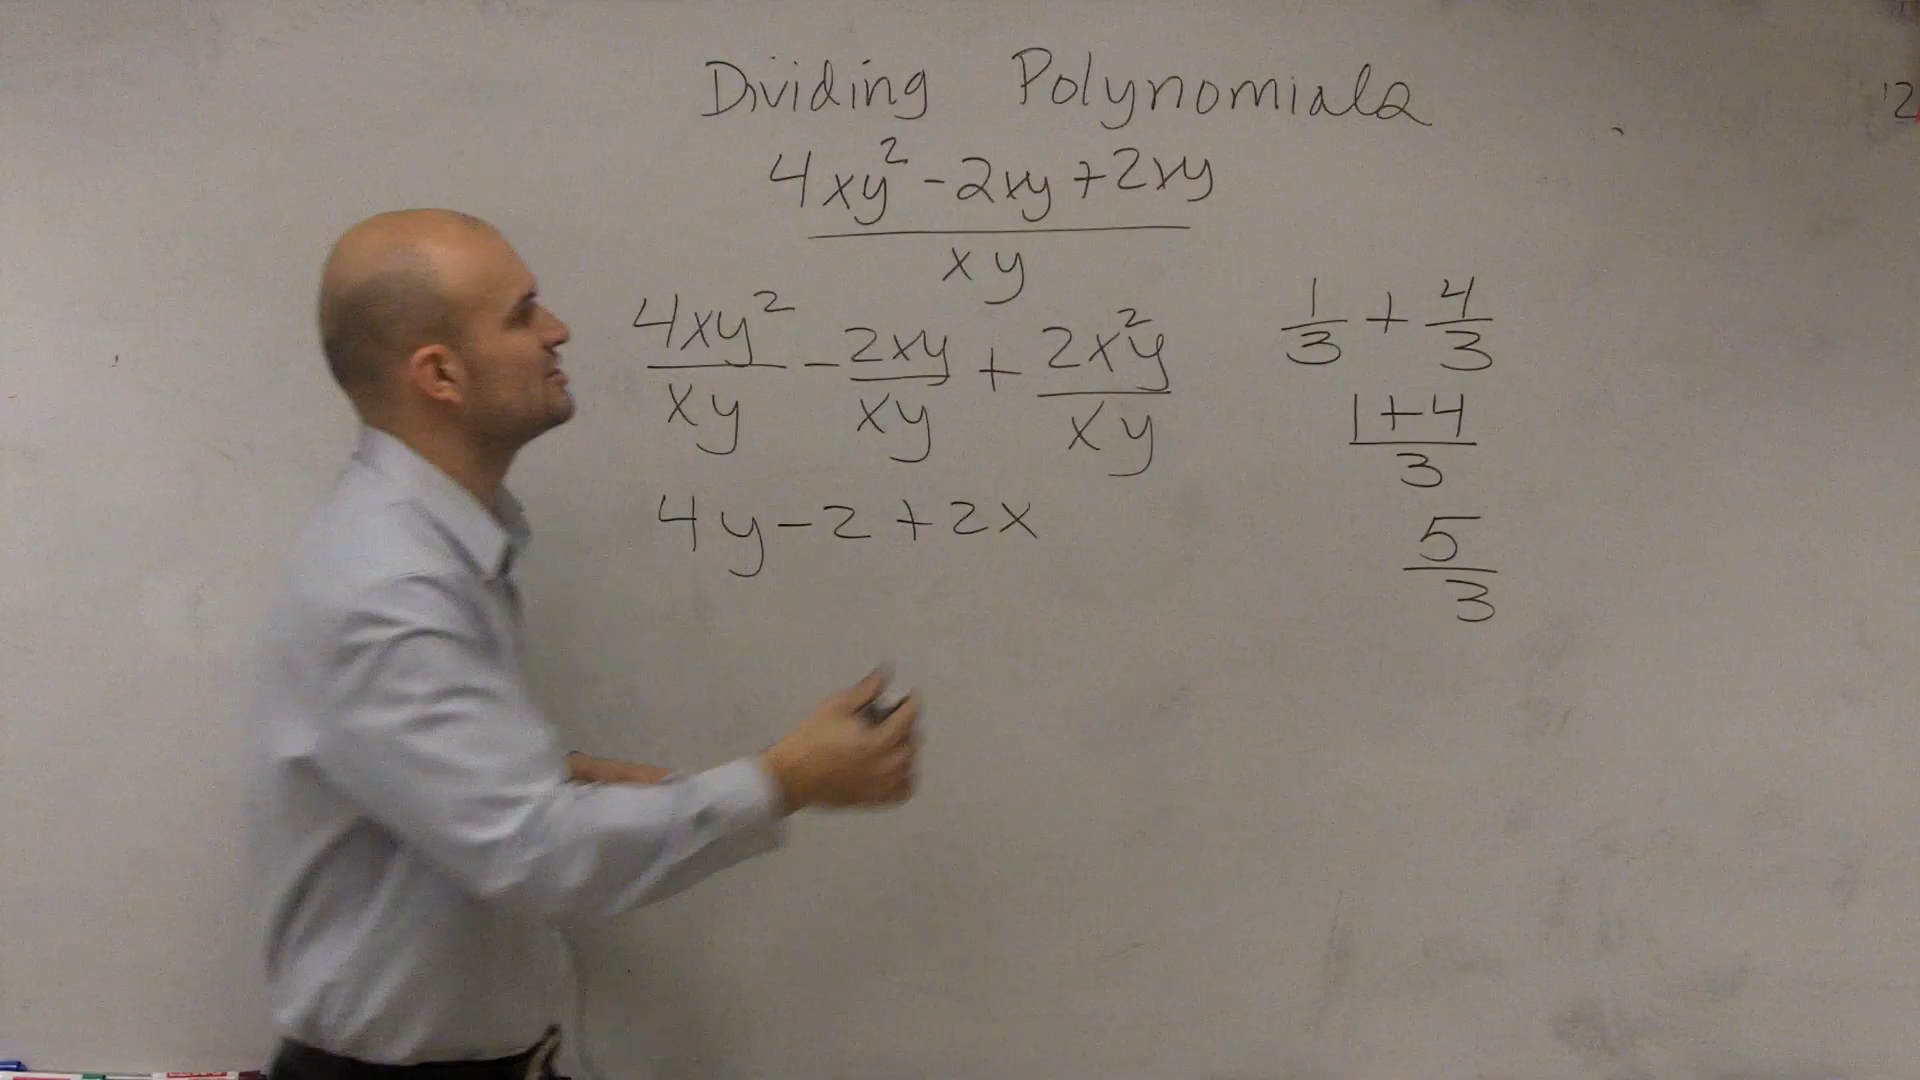 Dividing Polynomials
4xy² - 2xy + 2xy
xy
4xy²/xy - 2xy/xy + 2x²y/xy
4y - 2 + 2x
1/3 + 4/3
1+4
3
5
3
12